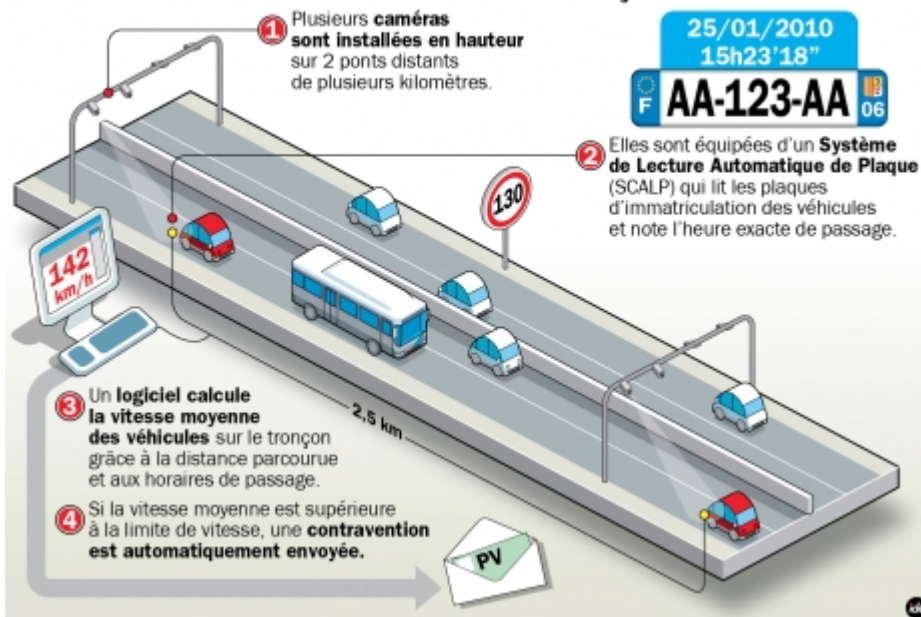 1
Plusieurs caméras
sont installées en hauteur
sur 2 ponts distants
de plusieurs kilomètres.
25/01/2010
15h23'18"
F AA-123-AA 06
2
Elles sont équipées d'un Système
de Lecture Automatique de Plaque
(SCALP) qui lit les plaques
d'immatriculation des véhicules
et note l'heure exacte de passage.
130
142
km/h
2,5 km
3
Un logiciel calcule
la vitesse moyenne
des véhicules sur le tronçon
grâce à la distance parcourue
et aux horaires de passage.
4
Si la vitesse moyenne est supérieure
à la limite de vitesse, une contravention
est automatiquement envoyée.
PV